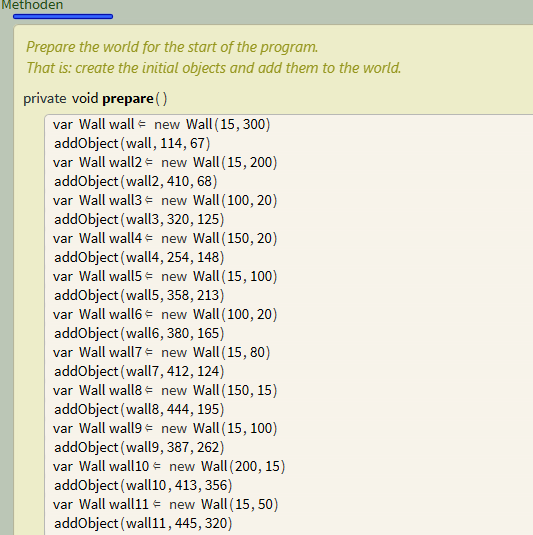 Methoden
Prepare the world for the start of the program.
That is: create the initial objects and add them to the world.
private void prepare()
var Wall wall ⇐ new Wall(15, 300)
addObject(wall, 114, 67)
var Wall wall2 ⇐ new Wall(15, 200)
addObject(wall2, 410, 68)
var Wall wall3 ⇐ new Wall(100, 20)
addObject(wall3, 320, 125)
var Wall wall4 ⇐ new Wall(150, 20)
addObject(wall4, 254, 148)
var Wall wall5 ⇐ new Wall(15, 100)
addObject(wall5, 358, 213)
var Wall wall6 ⇐ new Wall(100, 20)
addObject(wall6, 380, 165)
var Wall wall7 ⇐ new Wall(15, 80)
addObject(wall7, 412, 124)
var Wall wall8 ⇐ new Wall(150, 15)
addObject(wall8, 444, 195)
var Wall wall9 ⇐ new Wall(15, 100)
addObject(wall9, 387, 262)
var Wall wall10 ⇐ new Wall(200, 15)
addObject(wall10, 413, 356)
var Wall wall11 ⇐ new Wall(15, 50)
addObject(wall11, 445, 320)